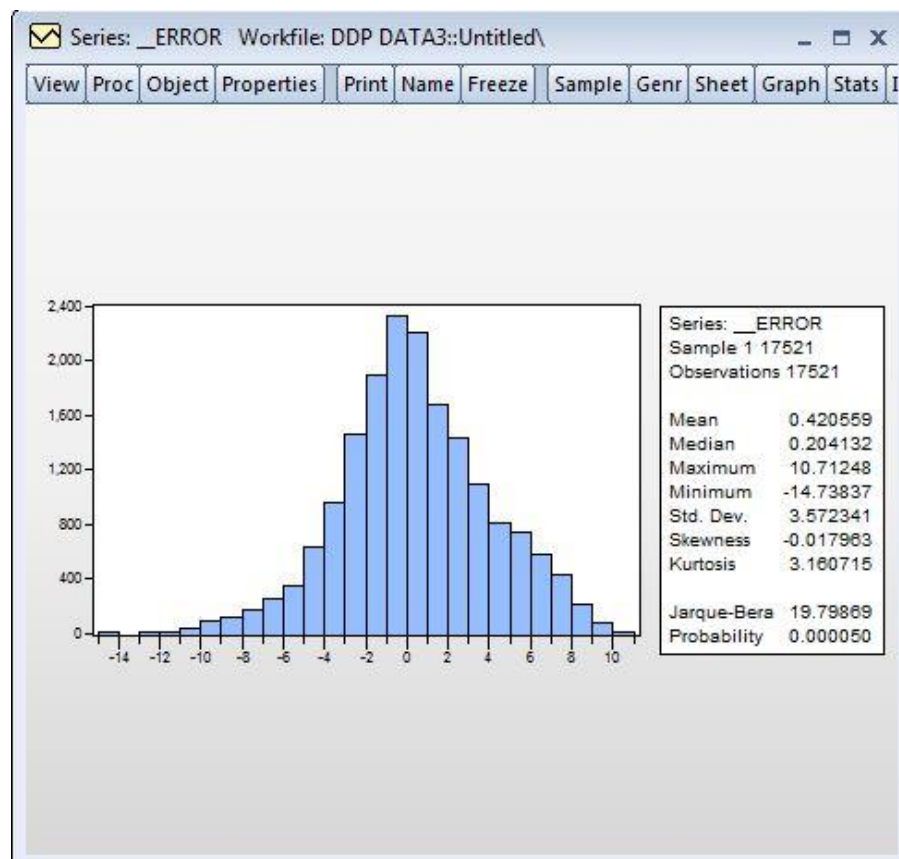 Series: __ERROR Workfile: DDP DATA3::Untitled\
View Proc Object Properties Print Name Freeze Sample Genr Sheet Graph Stats I
2,400
2,000
1,600
1,200
800
400
0
-14 -12 -10 -8 -6 -4 -2 0 2 4 6 8 10
Series: __ERROR
Sample 1 17521
Observations 17521
Mean 0.420559
Median 0.204132
Maximum 10.71248
Minimum -14.73837
Std. Dev. 3.572341
Skewness -0.017963
Kurtosis 3.160715
Jarque-Bera 19.79869
Probability 0.000050